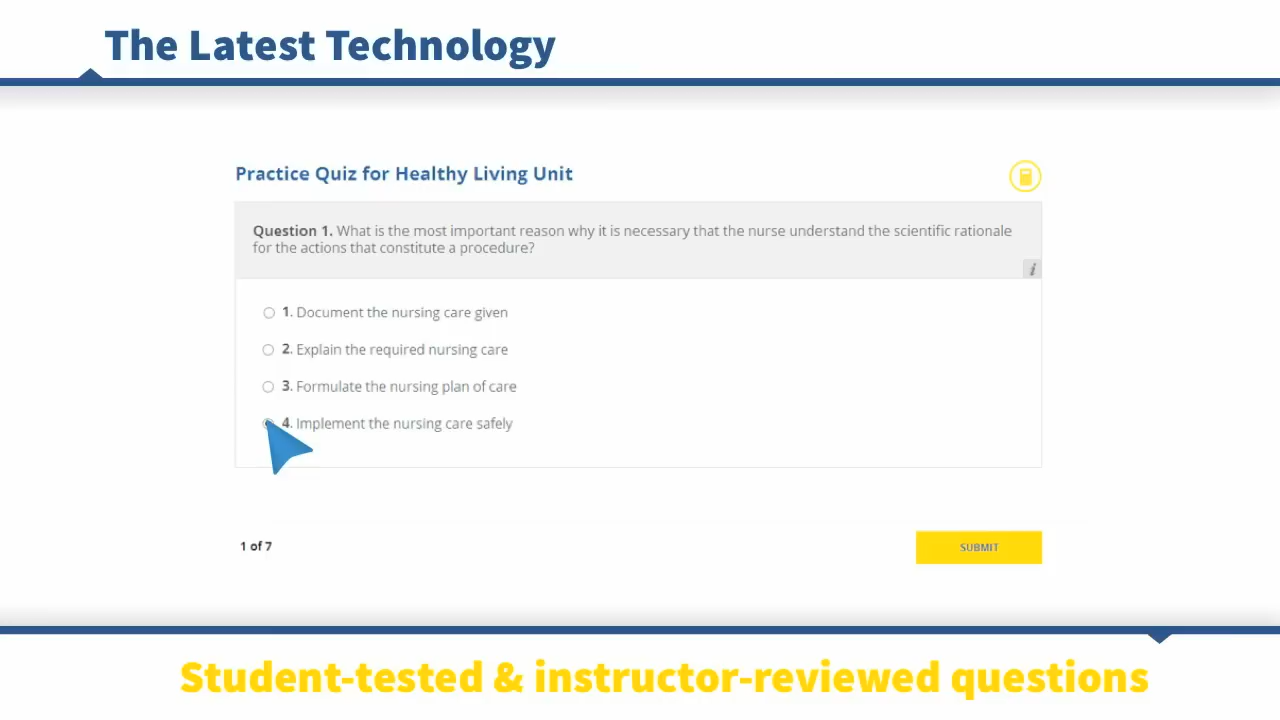 The Latest Technology
Practice Quiz for Healthy Living Unit
Question 1. What is the most important reason why it is necessary that the nurse understand the scientific rationale
for the actions that constitute a procedure?
i
1. Document the nursing care given
2. Explain the required nursing care
3. Formulate the nursing plan of care
4. Implement the nursing care safely
1 of 7
SUBMIT
Student-tested & instructor-reviewed questions